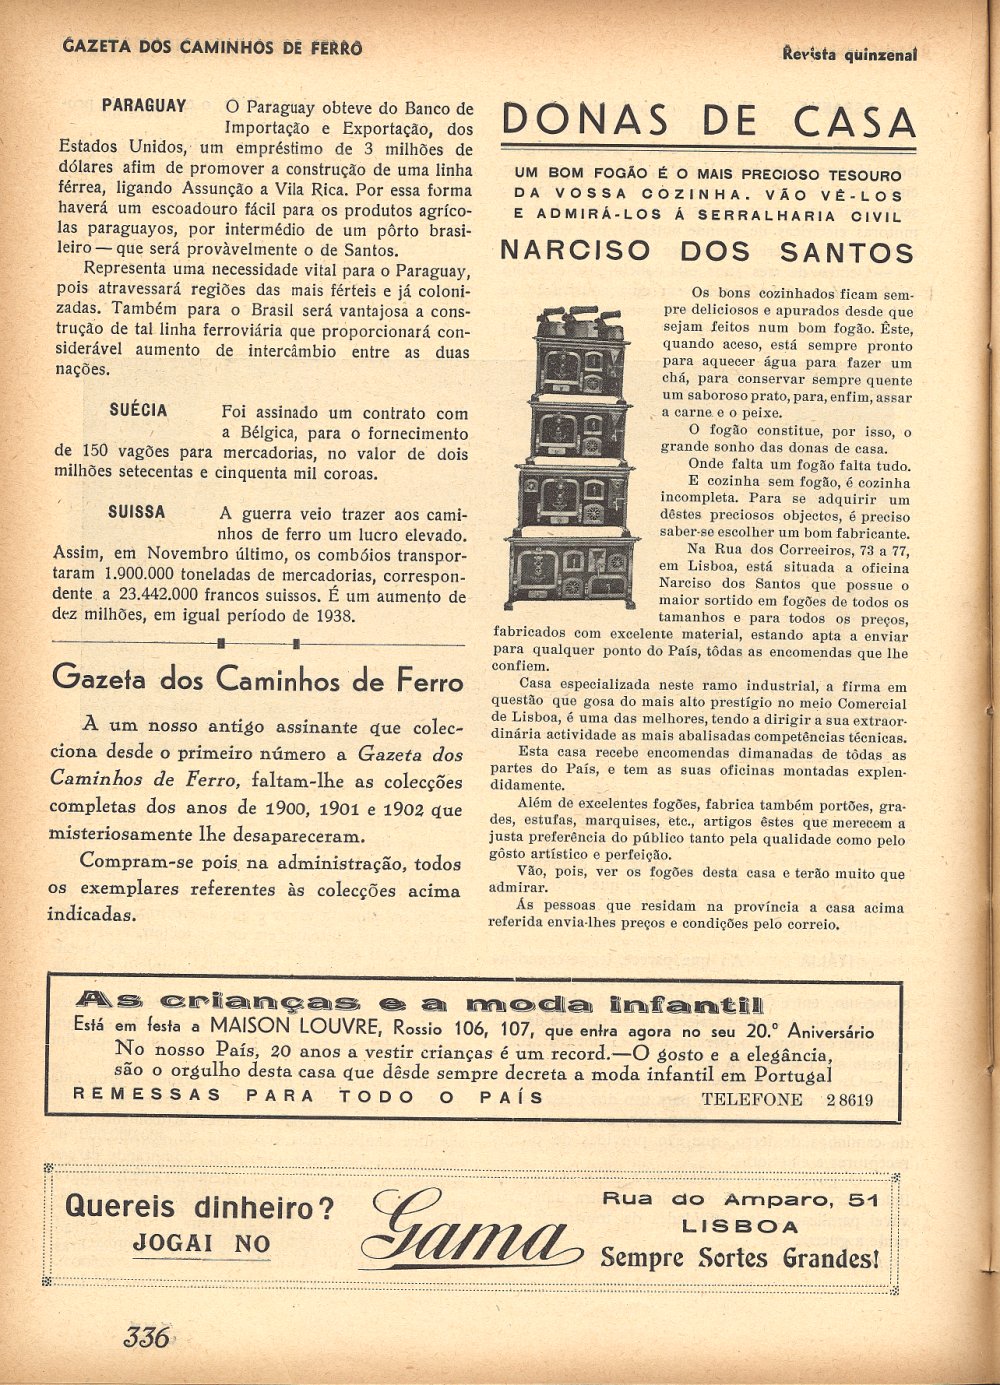 GAZETA DOS CAMINHOS DE FERRO
Revista quinzenal
PARAGUAY O Paraguay obteve do Banco de
Importação e Exportação, dos
Estados Unidos, um empréstimo de 3 milhões de
dólares afim de promover a construção de uma linha
férrea, ligando Assunção a Vila Rica. Por essa forma
haverá um escoadouro fácil para os produtos agríco-
las paraguayos, por intermédio de um pôrto brasi-
leiro — que será provàvelmente o de Santos.
Representa uma necessidade vital para o Paraguay,
pois atravessará regiões das mais férteis e já coloni-
zadas. Também para o Brasil será vantajosa a cons-
trução de tal linha ferroviária que proporcionará con-
siderável aumento de intercâmbio entre as duas
nações.
SUÉCIA Foi assinado um contrato com
a Bélgica, para o fornecimento
de 150 vagões para mercadorias, no valor de dois
milhões setecentas e cinquenta mil coroas.
SUISSA A guerra veio trazer aos cami-
nhos de ferro um lucro elevado.
Assim, em Novembro último, os combóios transpor-
taram 1.900.000 toneladas de mercadorias, correspon-
dente a 23.442.000 francos suissos. É um aumento de
dez milhões, em igual período de 1938.
Gazeta dos Caminhos de Ferro
A um nosso antigo assinante que colec-
ciona desde o primeiro número a Gazeta dos
Caminhos de Ferro, faltam-lhe as colecções
completas dos anos de 1900, 1901 e 1902 que
misteriosamente lhe desapareceram.
Compram-se pois na administração, todos
os exemplares referentes às colecções acima
indicadas.
DONAS DE CASA
UM BOM FOGÃO É O MAIS PRECIOSO TESOURO
DA VOSSA COZINHA. VÃO VÊ-LOS
E ADMIRÁ-LOS Á SERRALHARIA CIVIL
NARCISO DOS SANTOS
Os bons cozinhados ficam sem-
pre deliciosos e apurados desde que
sejam feitos num bom fogão. Êste,
quando aceso, está sempre pronto
para aquecer água para fazer um
chá, para conservar sempre quente
um saboroso prato, para, enfim, assar
a carne e o peixe.
O fogão constitue, por isso, o
grande sonho das donas de casa.
Onde falta um fogão falta tudo.
E cozinha sem fogão, é cozinha
incompleta. Para se adquirir um
dêstes preciosos objectos, é preciso
saber-se escolher um bom fabricante.
Na Rua dos Correeiros, 73 a 77,
em Lisboa, está situada a oficina
Narciso dos Santos que possue o
maior sortido em fogões de todos os
tamanhos e para todos os preços,
fabricados com excelente material, estando apta a enviar
para qualquer ponto do País, tôdas as encomendas que lhe
confiem.
Casa especializada neste ramo industrial, a firma em
questão que gosa do mais alto prestígio no meio Comercial
de Lisboa, é uma das melhores, tendo a dirigir a sua extraor-
dinária actividade as mais abalisadas competências técnicas.
Esta casa recebe encomendas dimanadas de tôdas as
partes do País, e tem as suas oficinas montadas explen-
didamente.
Além de excelentes fogões, fabrica também portões, gra-
des, estufas, marquises, etc., artigos êstes que merecem a
justa preferência do público tanto pela qualidade como pelo
gôsto artístico e perfeição.
Vão, pois, ver os fogões desta casa e terão muito que
admirar.
Ás pessoas que residam na província a casa acima
referida envia-lhes preços e condições pelo correio.
As crianças e a moda infantil
Está em festa a MAISON LOUVRE, Rossio 106, 107, que entra agora no seu 20.º Aniversário
No nosso País, 20 anos a vestir crianças é um record.—O gosto e a elegância,
são o orgulho desta casa que dêsde sempre decreta a moda infantil em Portugal
REMESSAS PARA TODO O PAÍS TELEFONE 28619
Quereis dinheiro?
JOGAI NO
Gama
Rua do Amparo, 51
LISBOA
Sempre Sortes Grandes!
336